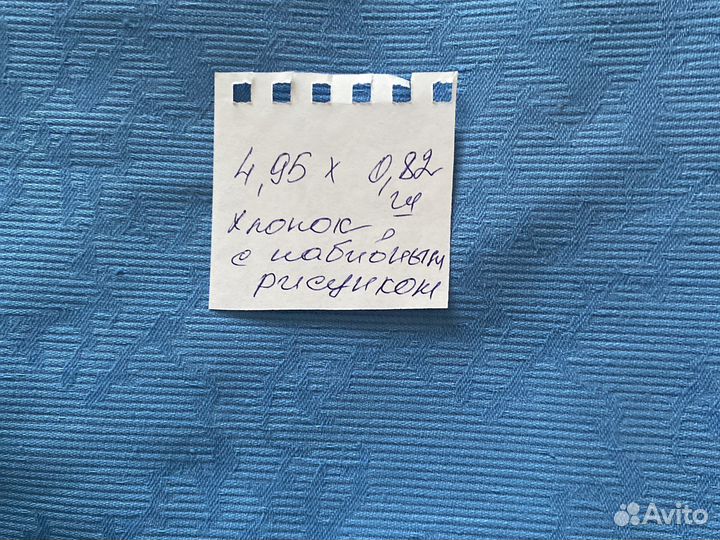 4,95 x 0,82
хлопок
с набивным
рисунком
Avito